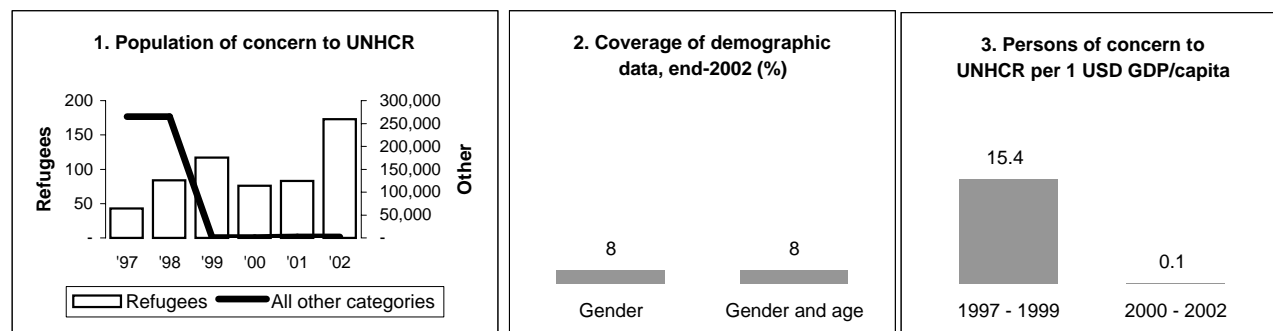 1. Population of concern to UNHCR
200
150
100
50
-
Refugees
300,000
250,000
200,000
150,000
100,000
50,000
-
Other
'97 '98 '99 '00 '01 '02
Refugees All other categories
2. Coverage of demographic
data, end-2002 (%)
8 8
Gender Gender and age
3. Persons of concern to
UNHCR per 1 USD GDP/capita
15.4
0.1
1997 - 1999 2000 - 2002